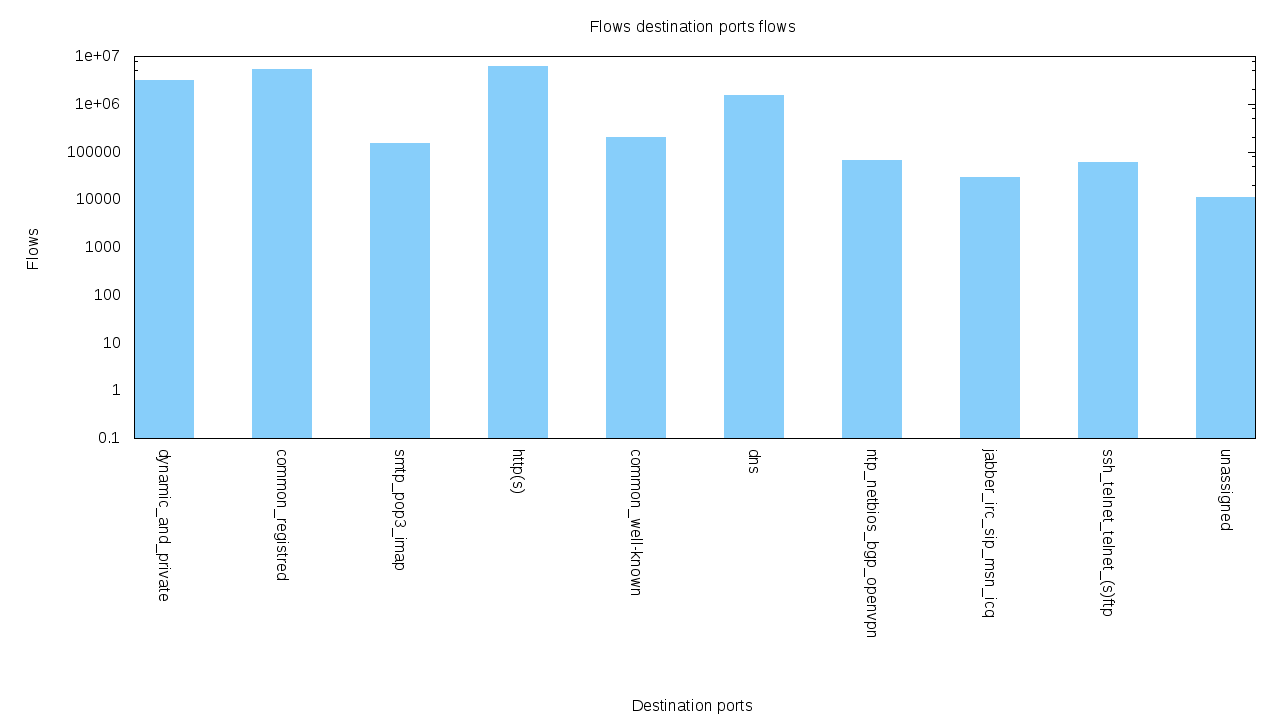 Flows destination ports flows
1e+07
1e+06
100000
10000
1000
100
10
1
0.1
Flows
dynamic_and_private
common_registred
smtp_pop3_imap
http(s)
common_well-known
dns
ntp_netbios_bgp_openvpn
jabber_irc_sip_msn_icq
ssh_telnet_telnet_(s)ftp
unassigned
Destination ports